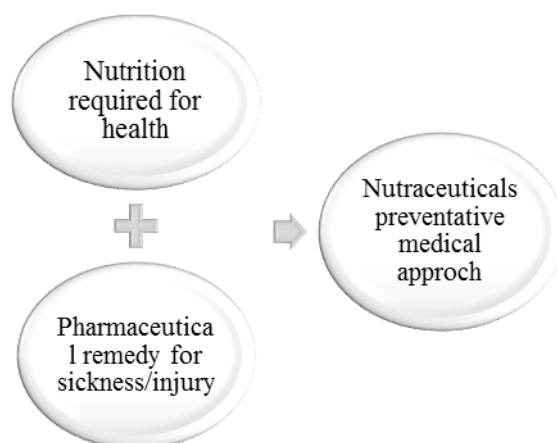 Nutrition
required for
health
Pharmaceutica
l remedy for
sickness/injury
Nutraceuticals
preventative
medical
approch